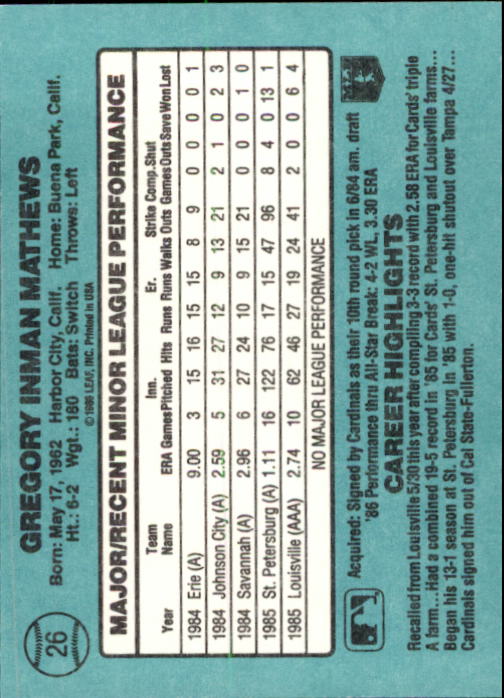 26
GREGORY INMAN MATHEWS
Born: May 17, 1962 Harbor City, Calif. Home: Buena Park, Calif.
Ht.: 6-2 Wgt.: 180 Bats: Switch Throws: Left
© 1986 LEAF, INC. Printed in USA
MAJOR/RECENT MINOR LEAGUE PERFORMANCE
Team Inn. Er. Strike Comp. Shut
Year Name ERA Games Pitched Hits Runs Runs Walks Outs Games Outs Save Won Lost
1984 Erie (A) 9.00 3 15 16 15 15 8 9 0 0 0 0 1
1984 Johnson City (A) 2.59 5 31 27 12 9 13 21 2 1 0 2 3
1984 Savannah (A) 2.96 6 27 24 10 9 15 21 0 0 0 1 0
1985 St. Petersburg (A) 1.11 16 122 76 17 15 47 96 8 4 0 13 1
1985 Louisville (AAA) 2.74 10 62 46 27 19 24 41 2 0 0 6 4
NO MAJOR LEAGUE PERFORMANCE
Acquired: Signed by Cardinals as their 10th round pick in 6/84 am. draft
'86 Performance thru All-Star Break: 4-2 WL, 3.30 ERA
CAREER HIGHLIGHTS
Recalled from Louisville 5/30 this year after compiling 3-3 record with 2.58 ERA for Cards' triple
A farm...Had a combined 19-5 record in '85 for Cards' St. Petersburg and Louisville farms...
Began his 13-1 season at St. Petersburg in '85 with 1-0, one-hit shutout over Tampa 4/27...
Cardinals signed him out of Cal State-Fullerton.